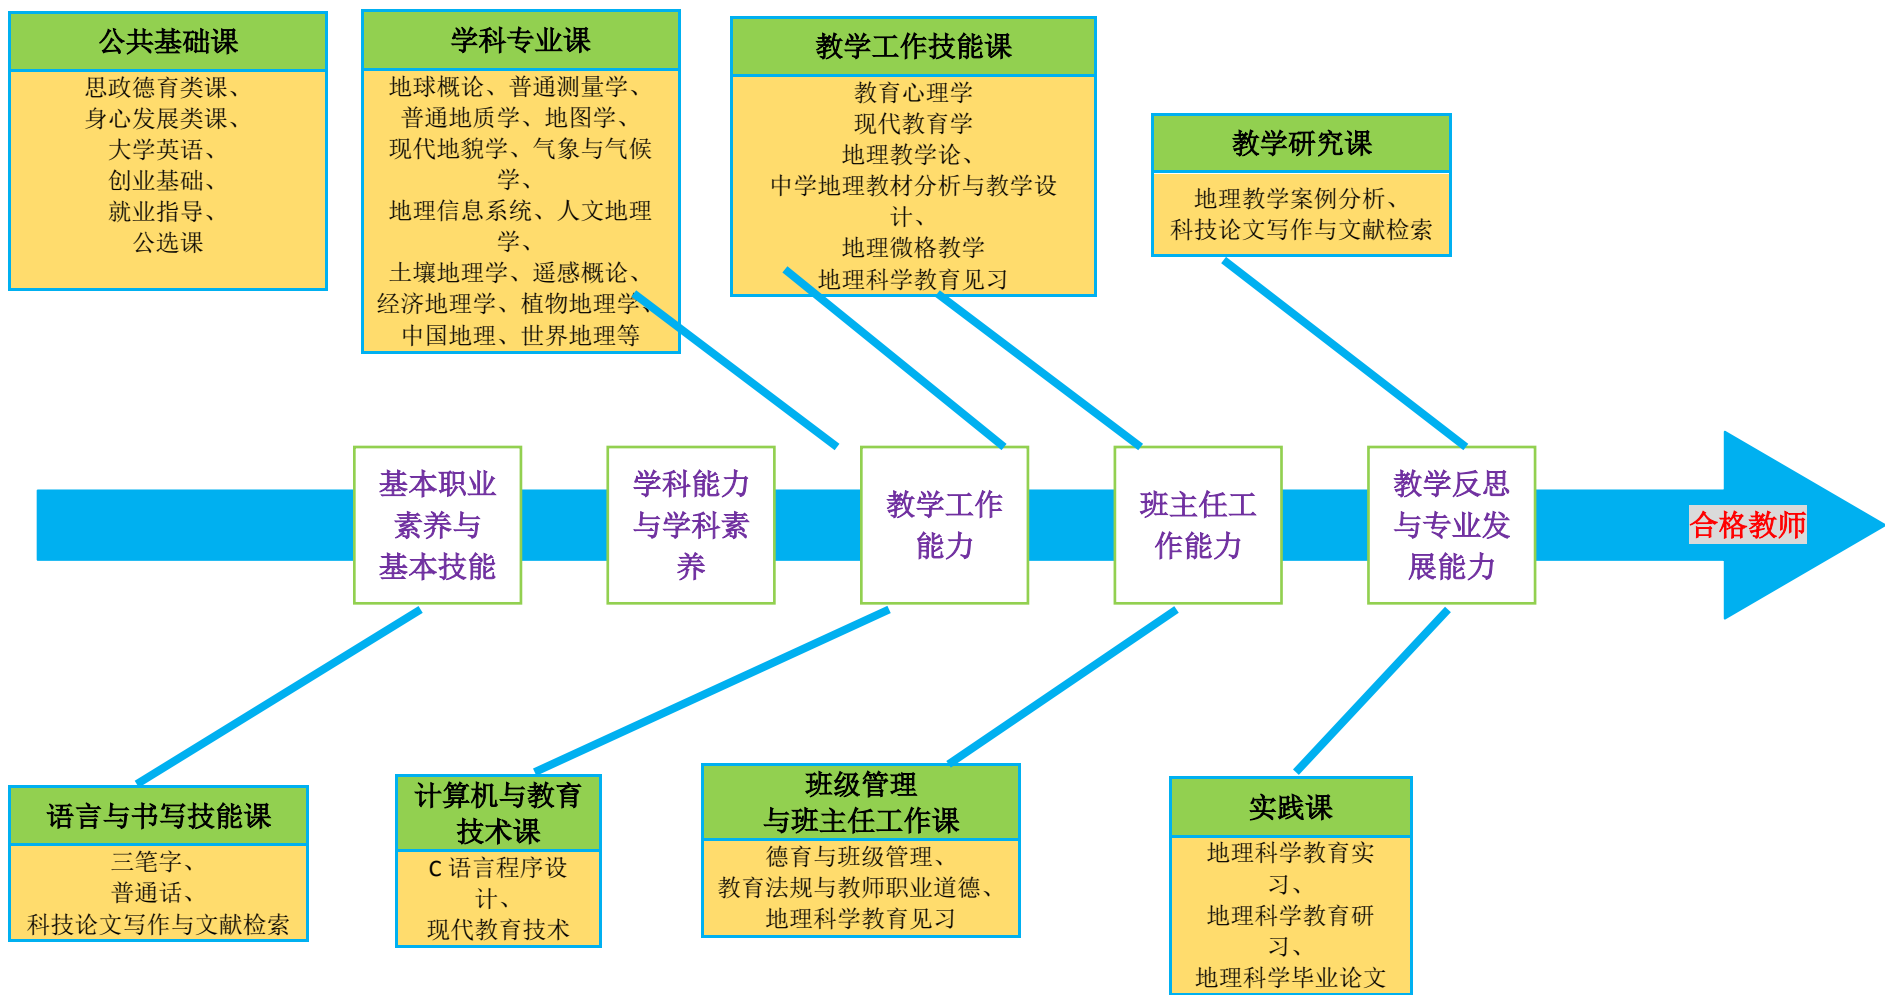 公共基础课
思政德育类课、
身心发展类课、
大学英语、
创业基础、
就业指导、
公选课
学科专业课
地球概论、普通测量学、
普通地质学、地图学、
现代地貌学、气象与气候
学、
地理信息系统、人文地理
学、
土壤地理学、遥感概论、
经济地理学、植物地理学、
中国地理、世界地理等
教学工作技能课
教育心理学
现代教育学
地理教学论、
中学地理教材分析与教学设
计、
地理微格教学
地理科学教育见习
教学研究课
地理教学案例分析、
科技论文写作与文献检索
基本职业
素养与
基本技能
学科能力
与学科素
养
教学工作
能力
班主任工
作能力
教学反思
与专业发
展能力
合格教师
语言与书写技能课
三笔字、
普通话、
科技论文写作与文献检索
计算机与教育
技术课
C 语言程序设
计、
现代教育技术
班级管理
与班主任工作课
德育与班级管理、
教育法规与教师职业道德、
地理科学教育见习
实践课
地理科学教育实
习、
地理科学教育研
习、
地理科学毕业论文